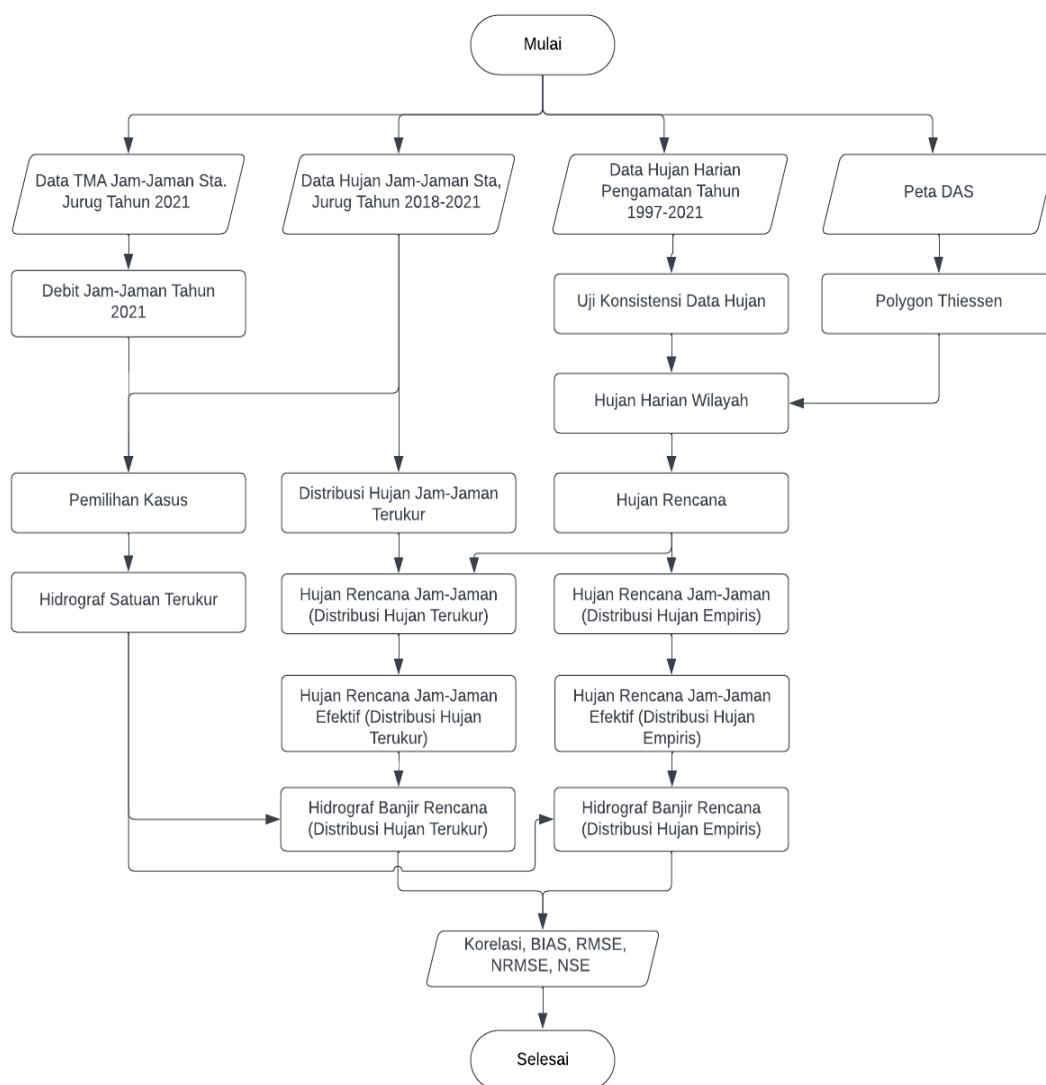 Mulai
Data TMA Jam-Jaman Sta.
Jurug Tahun 2021
Data Hujan Jam-Jaman Sta,
Jurug Tahun 2018-2021
Data Hujan Harian
Pengamatan Tahun
1997-2021
Peta DAS
Debit Jam-Jaman Tahun
2021
Uji Konsistensi Data Hujan
Polygon Thiessen
Hujan Harian Wilayah
Pemilihan Kasus
Distribusi Hujan Jam-Jaman
Terukur
Hujan Rencana
Hidrograf Satuan Terukur
Hujan Rencana Jam-Jaman
(Distribusi Hujan Terukur)
Hujan Rencana Jam-Jaman
(Distribusi Hujan Empiris)
Hujan Rencana Jam-Jaman
Efektif (Distribusi Hujan
Terukur)
Hujan Rencana Jam-Jaman
Efektif (Distribusi Hujan
Empiris)
Hidrograf Banjir Rencana
(Distribusi Hujan Terukur)
Hidrograf Banjir Rencana
(Distribusi Hujan Empiris)
Korelasi, BIAS, RMSE,
NRMSE, NSE
Selesai